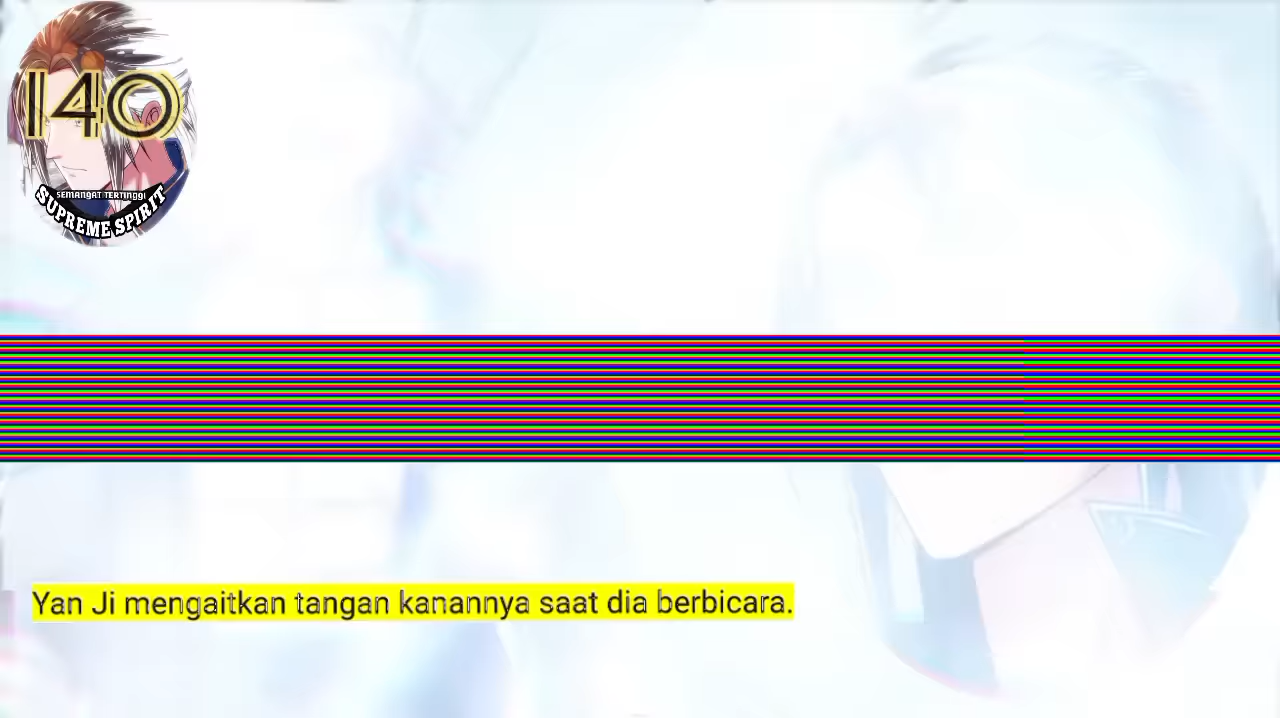 140
SEMANGAT TERTINGGI
SUPREME SPIRIT
Yan Ji mengaitkan tangan kanannya saat dia berbicara.